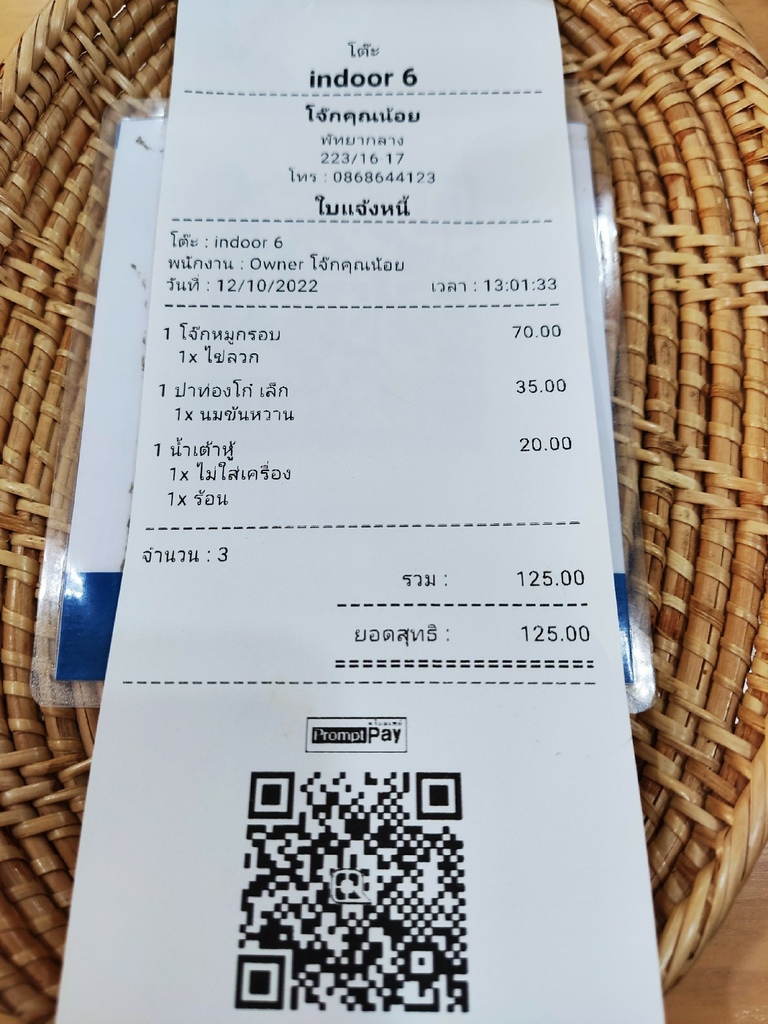 โต๊ะ
indoor 6
โจ๊กคุณน้อย
พัทยากลาง
223/16 17
โทร : 0868644123
ใบแจ้งหนี้
โต๊ะ : indoor 6
พนักงาน : Owner โจ๊กคุณน้อย
วันที่ : 12/10/2022 เวลา : 13:01:33
1 โจ๊กหมูกรอบ 70.00
1x ไข่ลวก
1 ปาท่องโก๋ เล็ก 35.00
1x นมข้นหวาน
1 น้ำเต้าหู้ 20.00
1x ไม่ใส่เครื่อง
1x ร้อน
จำนวน : 3
รวม : 125.00
ยอดสุทธิ : 125.00
พร้อมเพย์
PromptPay